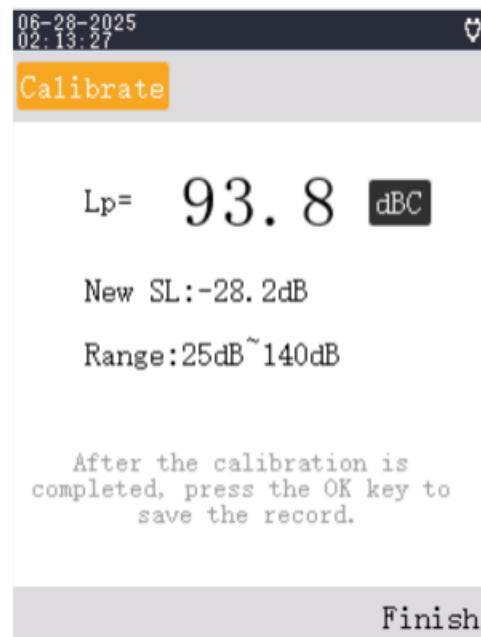 06-28-2025
02:13:27
Calibrate
Lp= 93.8 dBC
New SL:-28.2dB
Range:25dB~140dB
After the calibration is
completed, press the OK key to
save the record.
Finish